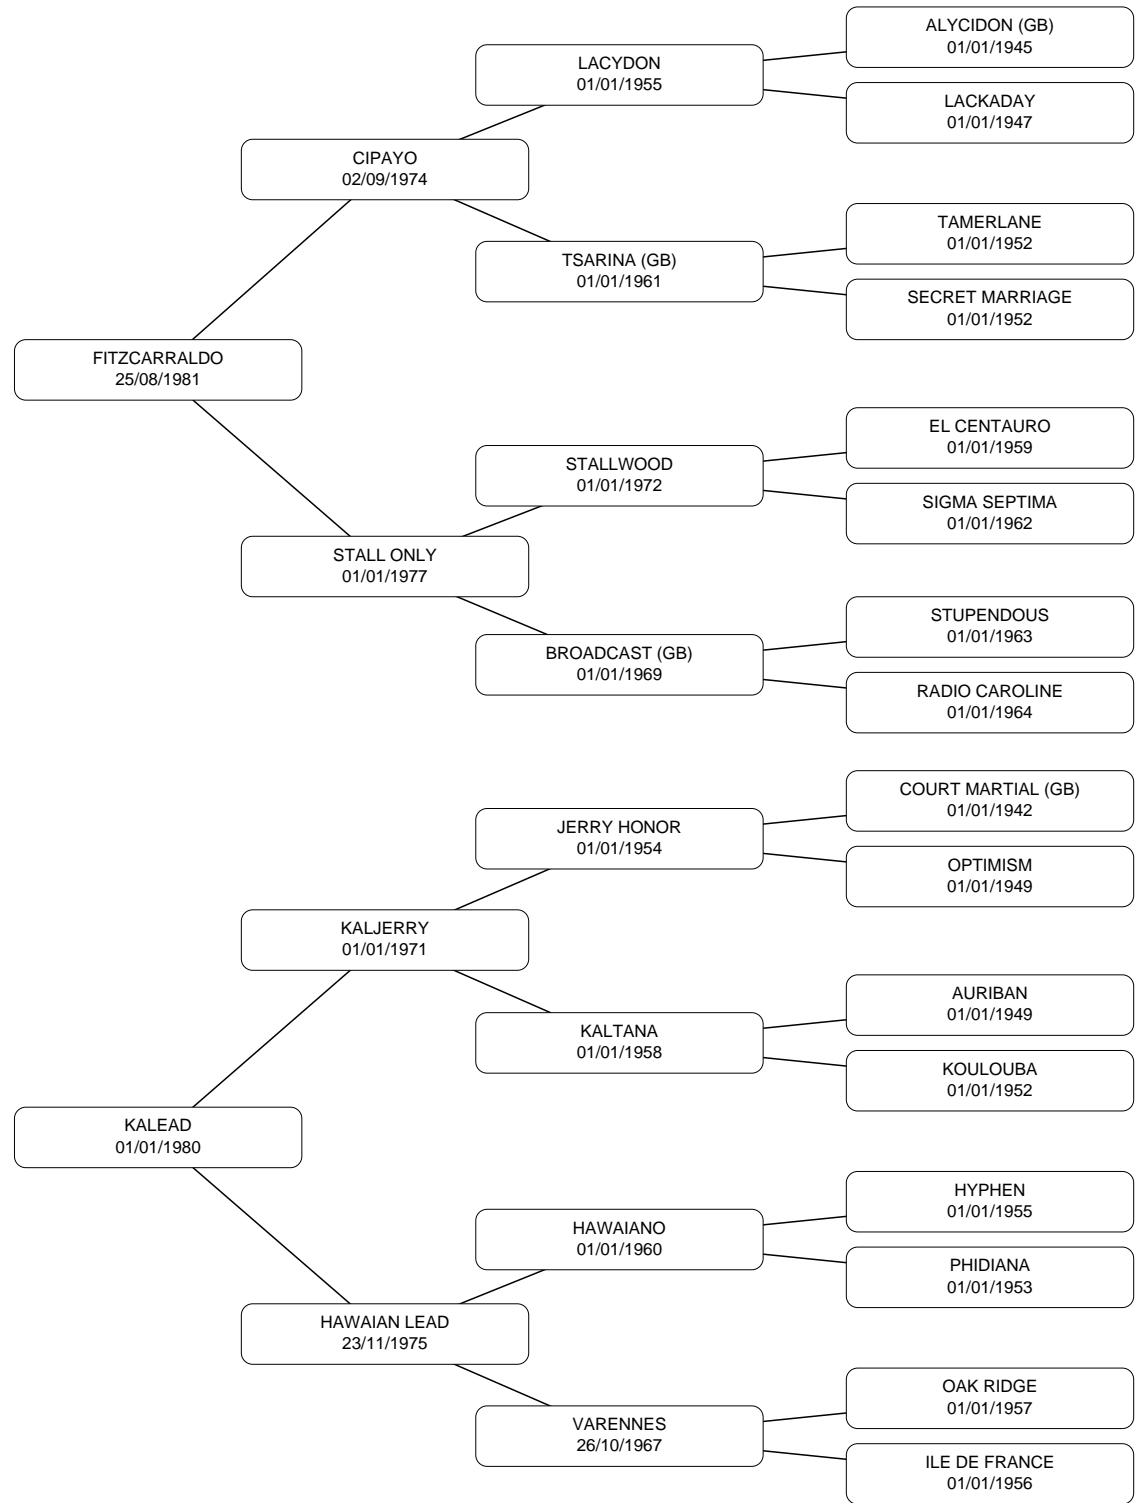 ALYCIDON (GB)
01/01/1945
LACYDON
01/01/1955
LACKADAY
01/01/1947
CIPAYO
02/09/1974
TAMERLANE
01/01/1952
TSARINA (GB)
01/01/1961
SECRET MARRIAGE
01/01/1952
FITZCARRALDO
25/08/1981
EL CENTAURO
01/01/1959
STALLWOOD
01/01/1972
SIGMA SEPTIMA
01/01/1962
STALL ONLY
01/01/1977
STUPENDOUS
01/01/1963
BROADCAST (GB)
01/01/1969
RADIO CAROLINE
01/01/1964
COURT MARTIAL (GB)
01/01/1942
JERRY HONOR
01/01/1954
OPTIMISM
01/01/1949
KALJERRY
01/01/1971
AURIBAN
01/01/1949
KALTANA
01/01/1958
KOULOUBA
01/01/1952
KALEAD
01/01/1980
HYPHEN
01/01/1955
HAWAIANO
01/01/1960
PHIDIANA
01/01/1953
HAWAIAN LEAD
23/11/1975
OAK RIDGE
01/01/1957
VARENNES
26/10/1967
ILE DE FRANCE
01/01/1956